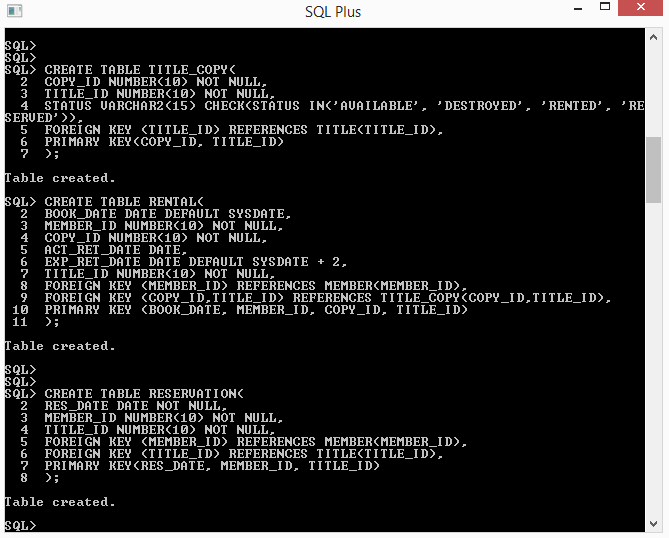 SQL Plus
SQL>
SQL>
SQL> CREATE TABLE TITLE_COPY(
2 COPY_ID NUMBER(10) NOT NULL,
3 TITLE_ID NUMBER(10) NOT NULL,
4 STATUS VARCHAR2(15) CHECK(STATUS IN('AVAILABLE', 'DESTROYED', 'RENTED', 'RE
SERVED')),
5 FOREIGN KEY (TITLE_ID) REFERENCES TITLE(TITLE_ID),
6 PRIMARY KEY(COPY_ID, TITLE_ID)
7 );
Table created.
SQL> CREATE TABLE RENTAL(
2 BOOK_DATE DATE DEFAULT SYSDATE,
3 MEMBER_ID NUMBER(10) NOT NULL,
4 COPY_ID NUMBER(10) NOT NULL,
5 ACT_RET_DATE DATE,
6 EXP_RET_DATE DATE DEFAULT SYSDATE + 2,
7 TITLE_ID NUMBER(10) NOT NULL,
8 FOREIGN KEY (MEMBER_ID) REFERENCES MEMBER(MEMBER_ID),
9 FOREIGN KEY (COPY_ID,TITLE_ID) REFERENCES TITLE_COPY(COPY_ID,TITLE_ID),
10 PRIMARY KEY (BOOK_DATE, MEMBER_ID, COPY_ID, TITLE_ID)
11 );
Table created.
SQL>
SQL>
SQL> CREATE TABLE RESERVATION(
2 RES_DATE DATE NOT NULL,
3 MEMBER_ID NUMBER(10) NOT NULL,
4 TITLE_ID NUMBER(10) NOT NULL,
5 FOREIGN KEY (MEMBER_ID) REFERENCES MEMBER(MEMBER_ID),
6 FOREIGN KEY (TITLE_ID) REFERENCES TITLE(TITLE_ID),
7 PRIMARY KEY(RES_DATE, MEMBER_ID, TITLE_ID)
8 );
Table created.
SQL>